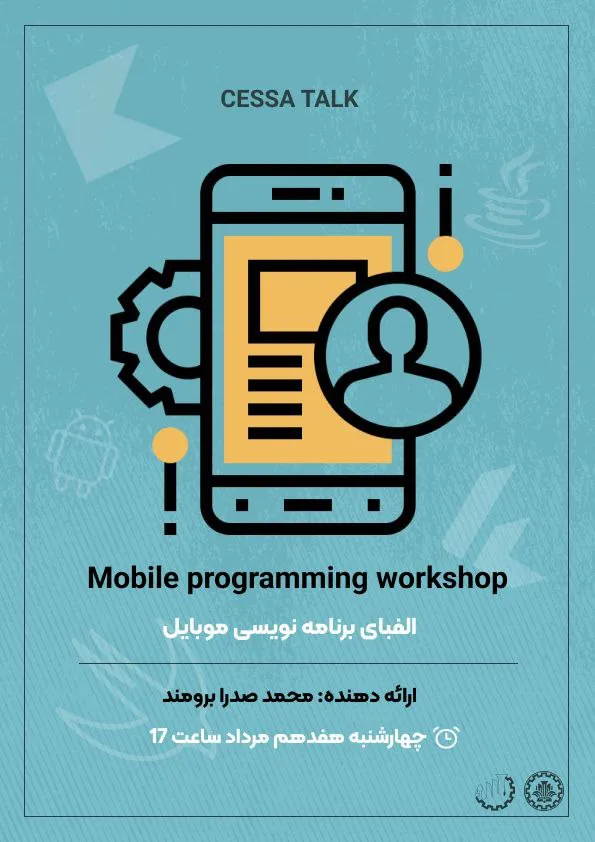 CESSA TALK
Mobile programming workshop
الفبای برنامه نویسی موبایل
ارائه دهنده: محمد صدرا برومند
چهارشنبه هفدهم مرداد ساعت 17